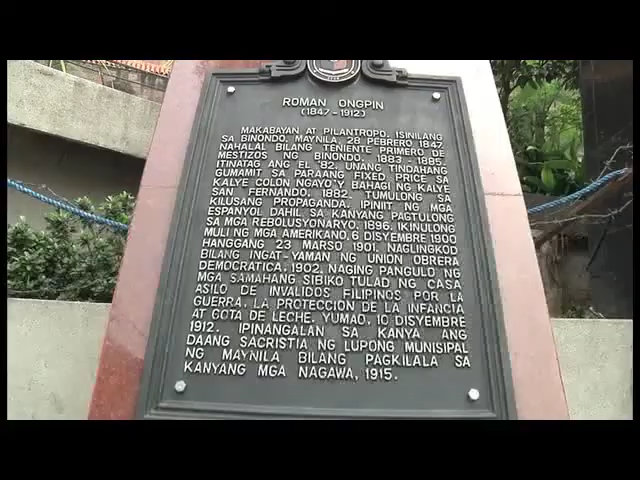 ROMAN ONGPIN
(1847-1912)
MAKABAYAN AT PILANTROPO. ISINILANG
SA BINONDO, MAYNILA, 28 PEBRERO 1847.
NAHALAL BILANG TENIENTE PRIMERO DE
MESTIZOS NG BINONDO, 1883-1885.
ITINATAG ANG EL 82, UNANG TINDAHANG
GUMAMIT SA PARAANG FIXED PRICE SA
KALYE COLON NGAYO'Y BAHAGI NG KALYE
SAN FERNANDO, 1882. TUMULONG SA
KILUSANG PROPAGANDA. IPINIIT NG MGA
ESPANYOL DAHIL SA KANYANG PAGTULONG
SA MGA REBOLUSYONARYO, 1896. IKINULONG
MULI NG MGA AMERIKANO, 6 DISYEMBRE 1900
HANGGANG 23 MARSO 1901. NAGLINGKOD
BILANG INGAT-YAMAN NG UNION OBRERA
DEMOCRATICA, 1902. NAGING PANGULO NG
MGA SAMAHANG SIBIKO TULAD NG CASA
ASILO DE INVALIDOS FILIPINOS POR LA
GUERRA, LA PROTECCION DE LA INFANCIA
AT GOTA DE LECHE. YUMAO, 10 DISYEMBRE
1912. IPINANGALAN SA KANYA ANG
DAANG SACRISTIA NG LUPONG MUNISIPAL
NG MAYNILA BILANG PAGKILALA SA
KANYANG MGA NAGAWA, 1915.